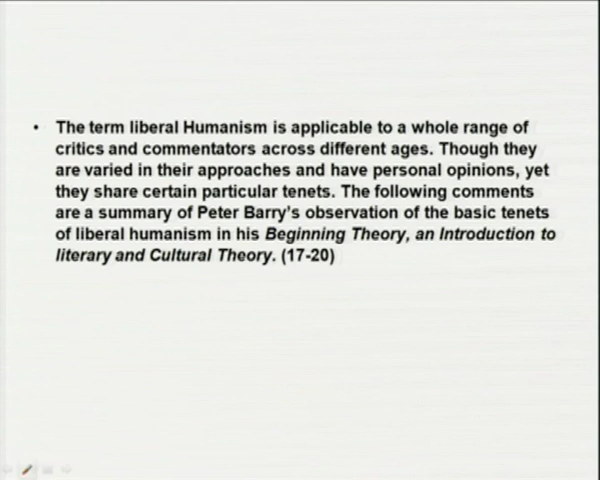 • The term liberal Humanism is applicable to a whole range of
critics and commentators across different ages. Though they
are varied in their approaches and have personal opinions, yet
they share certain particular tenets. The following comments
are a summary of Peter Barry's observation of the basic tenets
of liberal humanism in his Beginning Theory, an Introduction to
literary and Cultural Theory. (17-20)